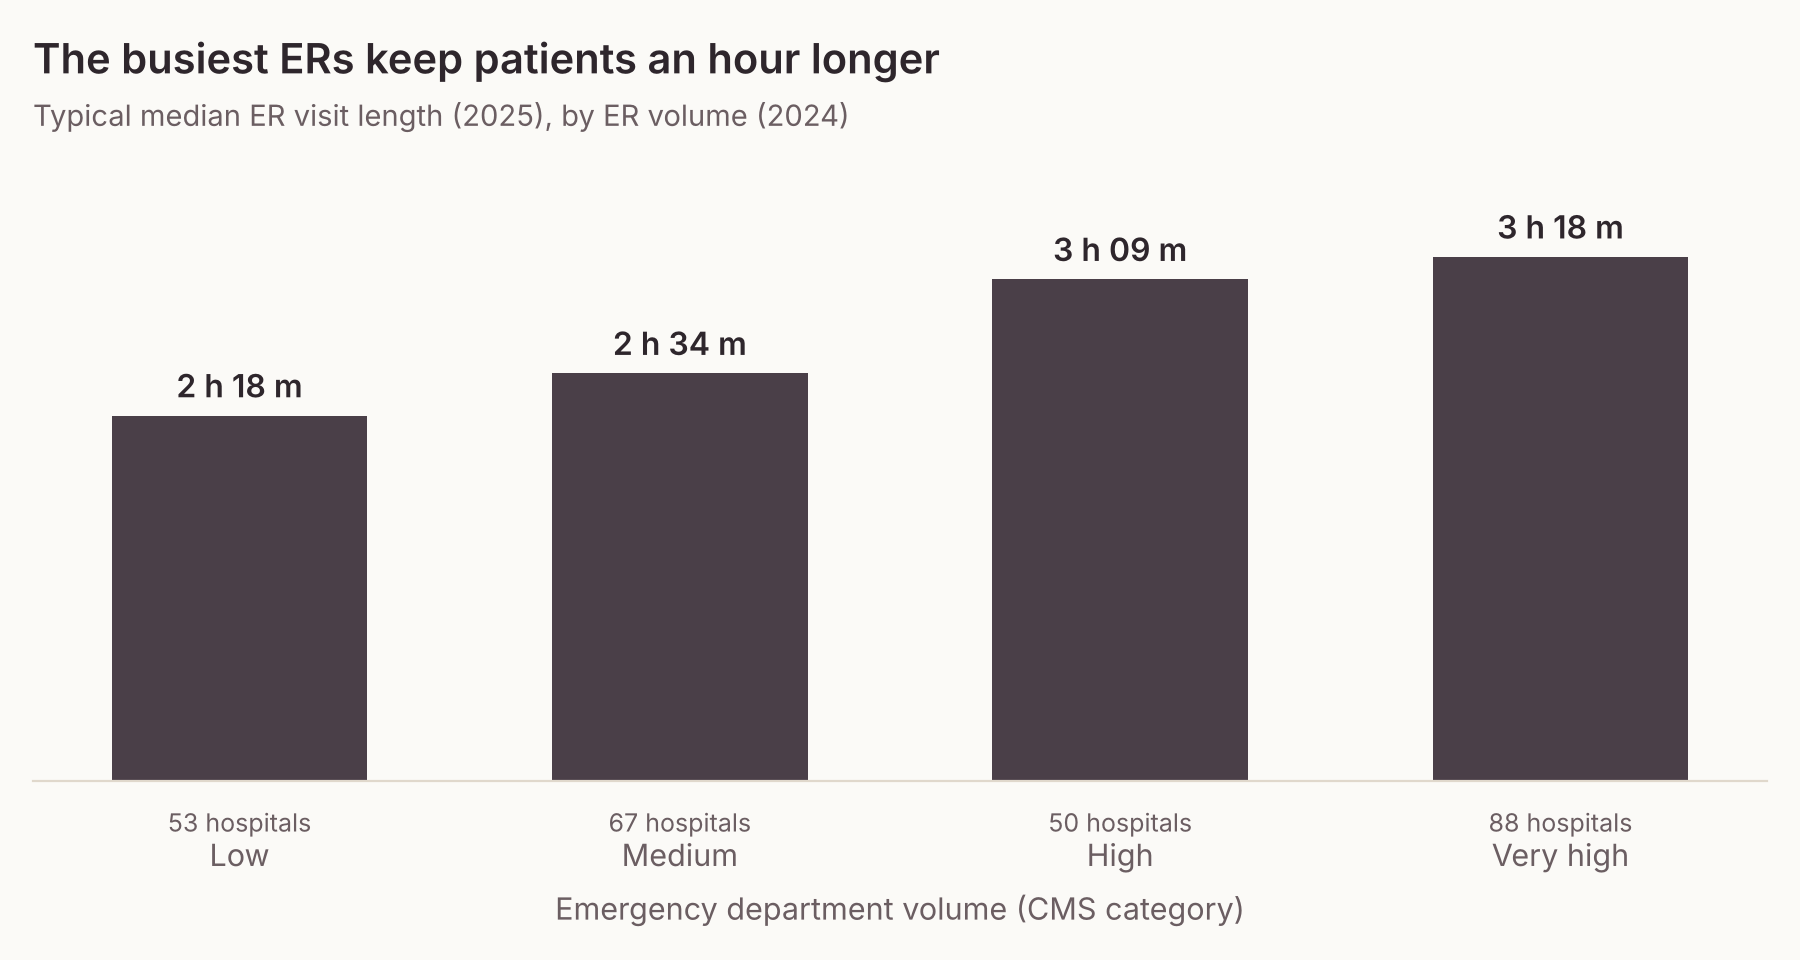 The busiest ERs keep patients an hour longer
Typical median ER visit length (2025), by ER volume (2024)
2 h 18 m
2 h 34 m
3 h 09 m
3 h 18 m
53 hospitals
Low
67 hospitals
Medium
50 hospitals
High
88 hospitals
Very high
Emergency department volume (CMS category)